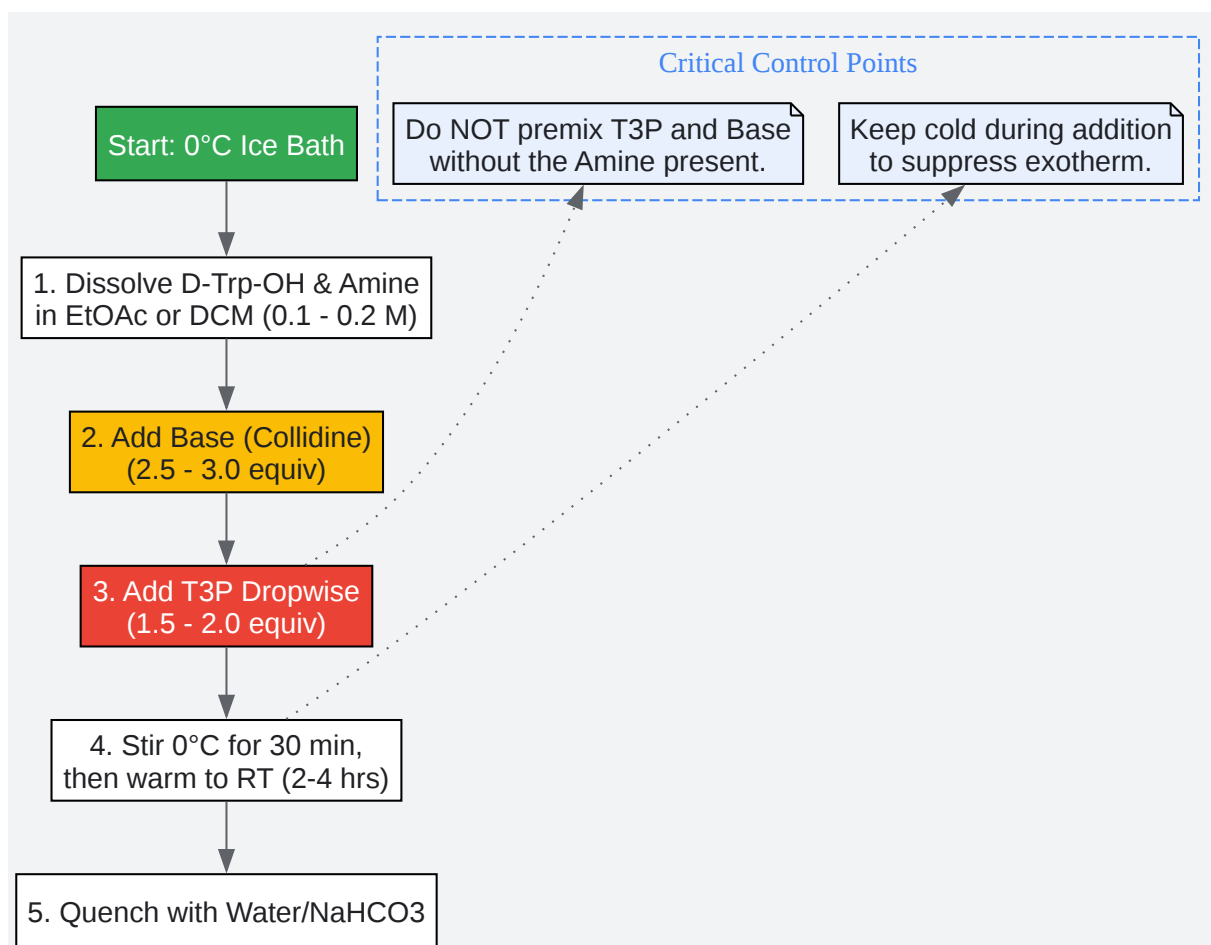 Critical Control Points
Do NOT premix T3P and Base
without the Amine present.
Keep cold during addition
to suppress exotherm.
Start: 0°C Ice Bath
1. Dissolve D-Trp-OH & Amine
in EtOAc or DCM (0.1 - 0.2 M)
2. Add Base (Collidine)
(2.5 - 3.0 equiv)
3. Add T3P Dropwise
(1.5 - 2.0 equiv)
4. Stir 0°C for 30 min,
then warm to RT (2-4 hrs)
5. Quench with Water/NaHCO3